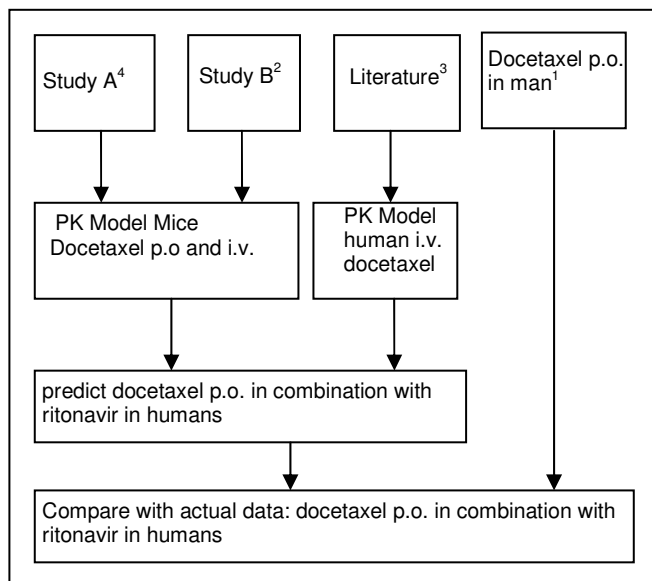 Study A⁴
Study B²
Literature³
Docetaxel p.o.
in man¹
PK Model Mice
Docetaxel p.o and i.v.
PK Model
human i.v.
docetaxel
predict docetaxel p.o. in combination with
ritonavir in humans
Compare with actual data: docetaxel p.o. in combination with
ritonavir in humans